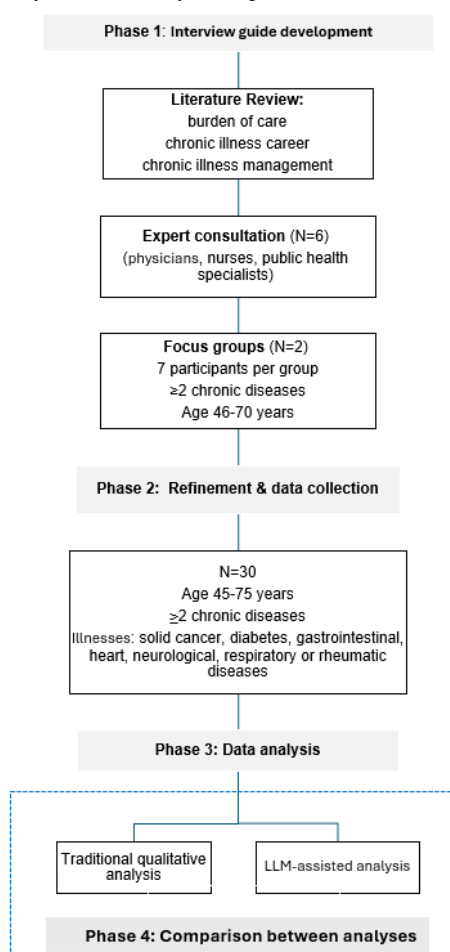 Phase 1: Interview guide development
Literature Review:
burden of care
chronic illness career
chronic illness management
Expert consultation (N=6)
(physicians, nurses, public health
specialists)
Focus groups (N=2)
7 participants per group
≥2 chronic diseases
Age 46-70 years
Phase 2: Refinement & data collection
N=30
Age 45-75 years
≥2 chronic diseases
Illnesses: solid cancer, diabetes, gastrointestinal,
heart, neurological, respiratory or rheumatic
diseases
Phase 3: Data analysis
Traditional qualitative
analysis
LLM-assisted analysis
Phase 4: Comparison between analyses